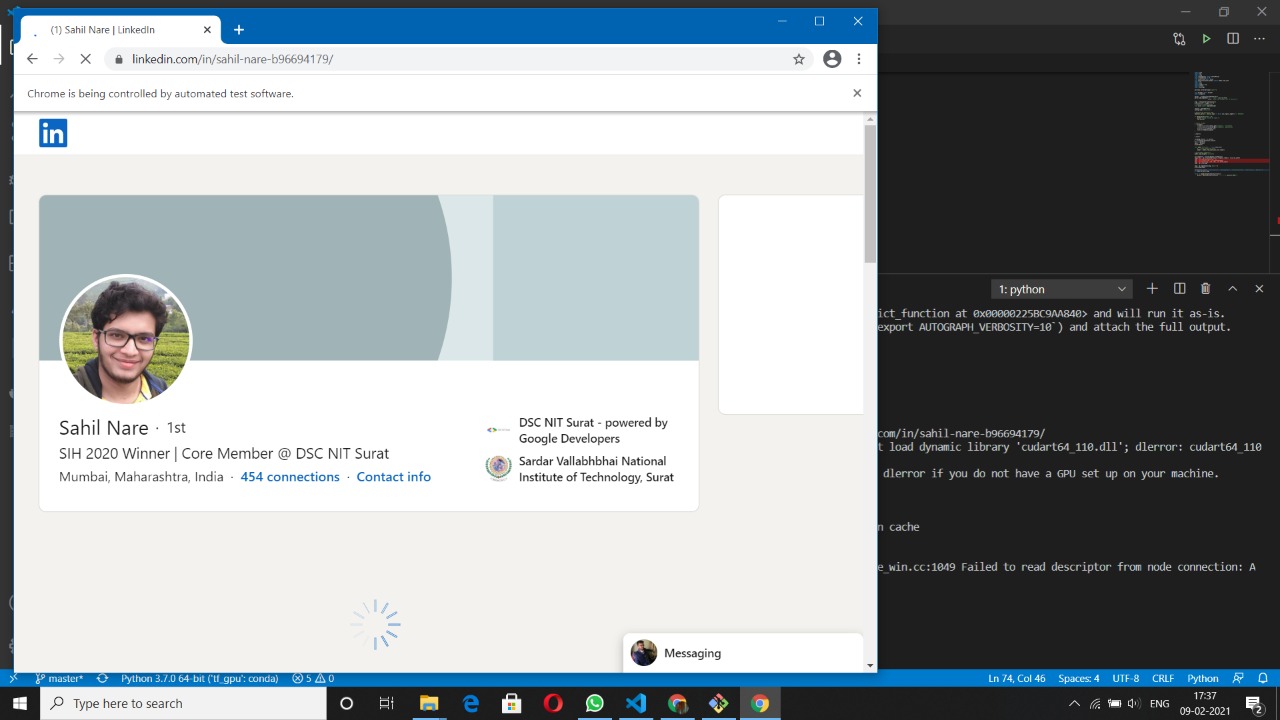 (1) Sahil Nare | LinkedIn
linkedin.com/in/sahil-nare-b96694179/
Chrome is being controlled by automated test software.
in
Sahil Nare · 1st
SIH 2020 Winner | Core Member @ DSC NIT Surat
Mumbai, Maharashtra, India · 454 connections · Contact info
DSC NIT Surat - powered by
Google Developers
Sardar Vallabhbhai National
Institute of Technology, Surat
Messaging
1: python
ict_function at 0x00000225BC9AA840> and will run it as-is.
export AUTOGRAPH_VERBOSITY=10`) and attach the full output.
com/in/sahil-nare-b96694179/
t load dynamic library 'cudart64_110.dll'; dlerror: cudart64_110
dlerror if you do not have a GPU set up on your machine.
n cache
e_win.cc:1049 Failed to read descriptor from node connection: A
master* Python 3.7.0 64-bit ('tf_gpu': conda) 5 0 Ln 74, Col 46 Spaces: 4 UTF-8 CRLF Python
Type here to search
ENG
17:37
09-02-2021
2